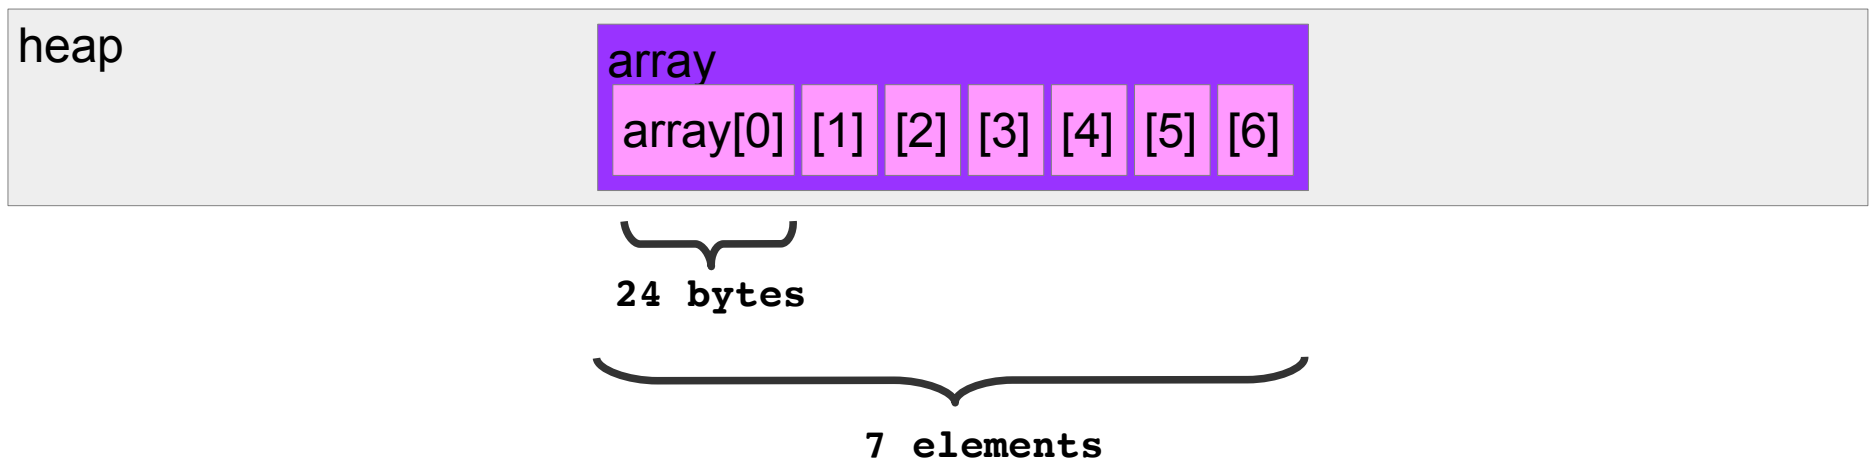 heap
array
array[0] [1] [2] [3] [4] [5] [6]
24 bytes
7 elements